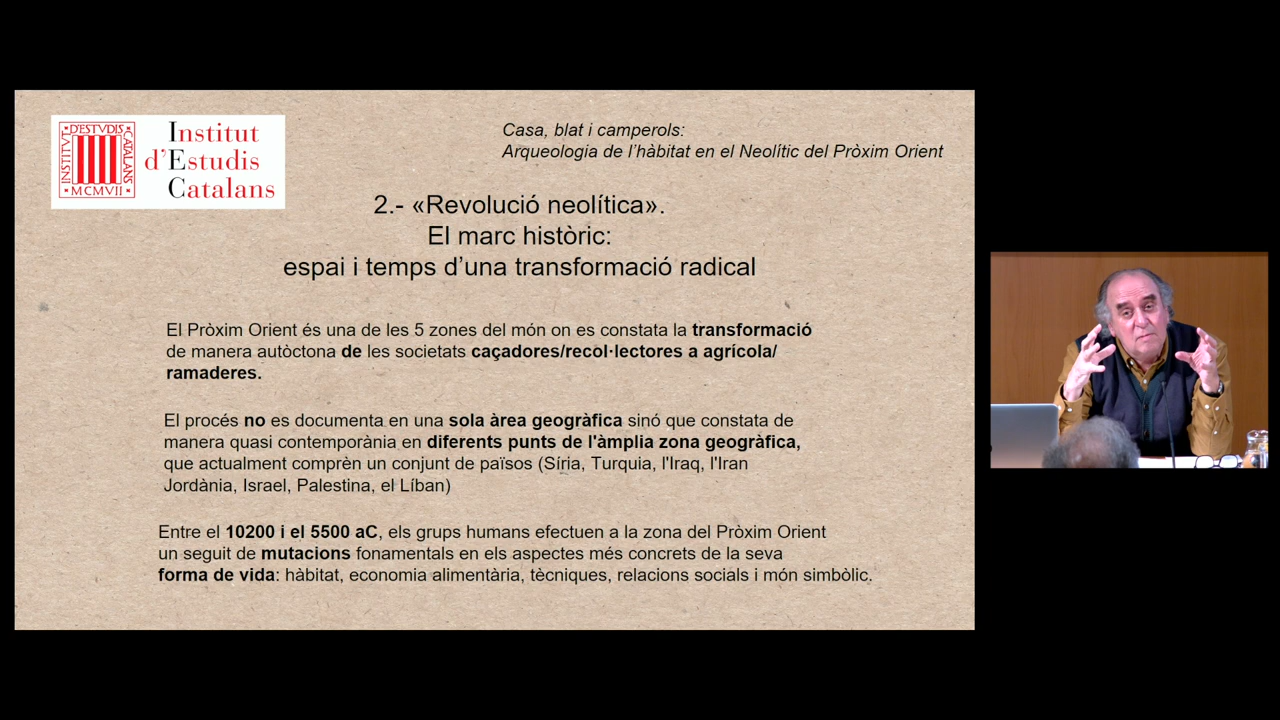 INSTITVT
D'ESTVDIS
CATALANS
MCMVII
Institut
d'Estudis
Catalans
Casa, blat i camperols:
Arqueologia de l'hàbitat en el Neolític del Pròxim Orient
2.- «Revolució neolítica».
El marc històric:
espai i temps d'una transformació radical
El Pròxim Orient és una de les 5 zones del món on es constata la transformació
de manera autòctona de les societats caçadores/recol·lectores a agrícola/
ramaderes.
El procés no es documenta en una sola àrea geogràfica sinó que constata de
manera quasi contemporània en diferents punts de l'àmplia zona geogràfica,
que actualment comprèn un conjunt de països (Síria, Turquia, l'Iraq, l'Iran
Jordània, Israel, Palestina, el Líban)
Entre el 10200 i el 5500 aC, els grups humans efectuen a la zona del Pròxim Orient
un seguit de mutacions fonamentals en els aspectes més concrets de la seva
forma de vida: hàbitat, economia alimentària, tècniques, relacions socials i món simbòlic.